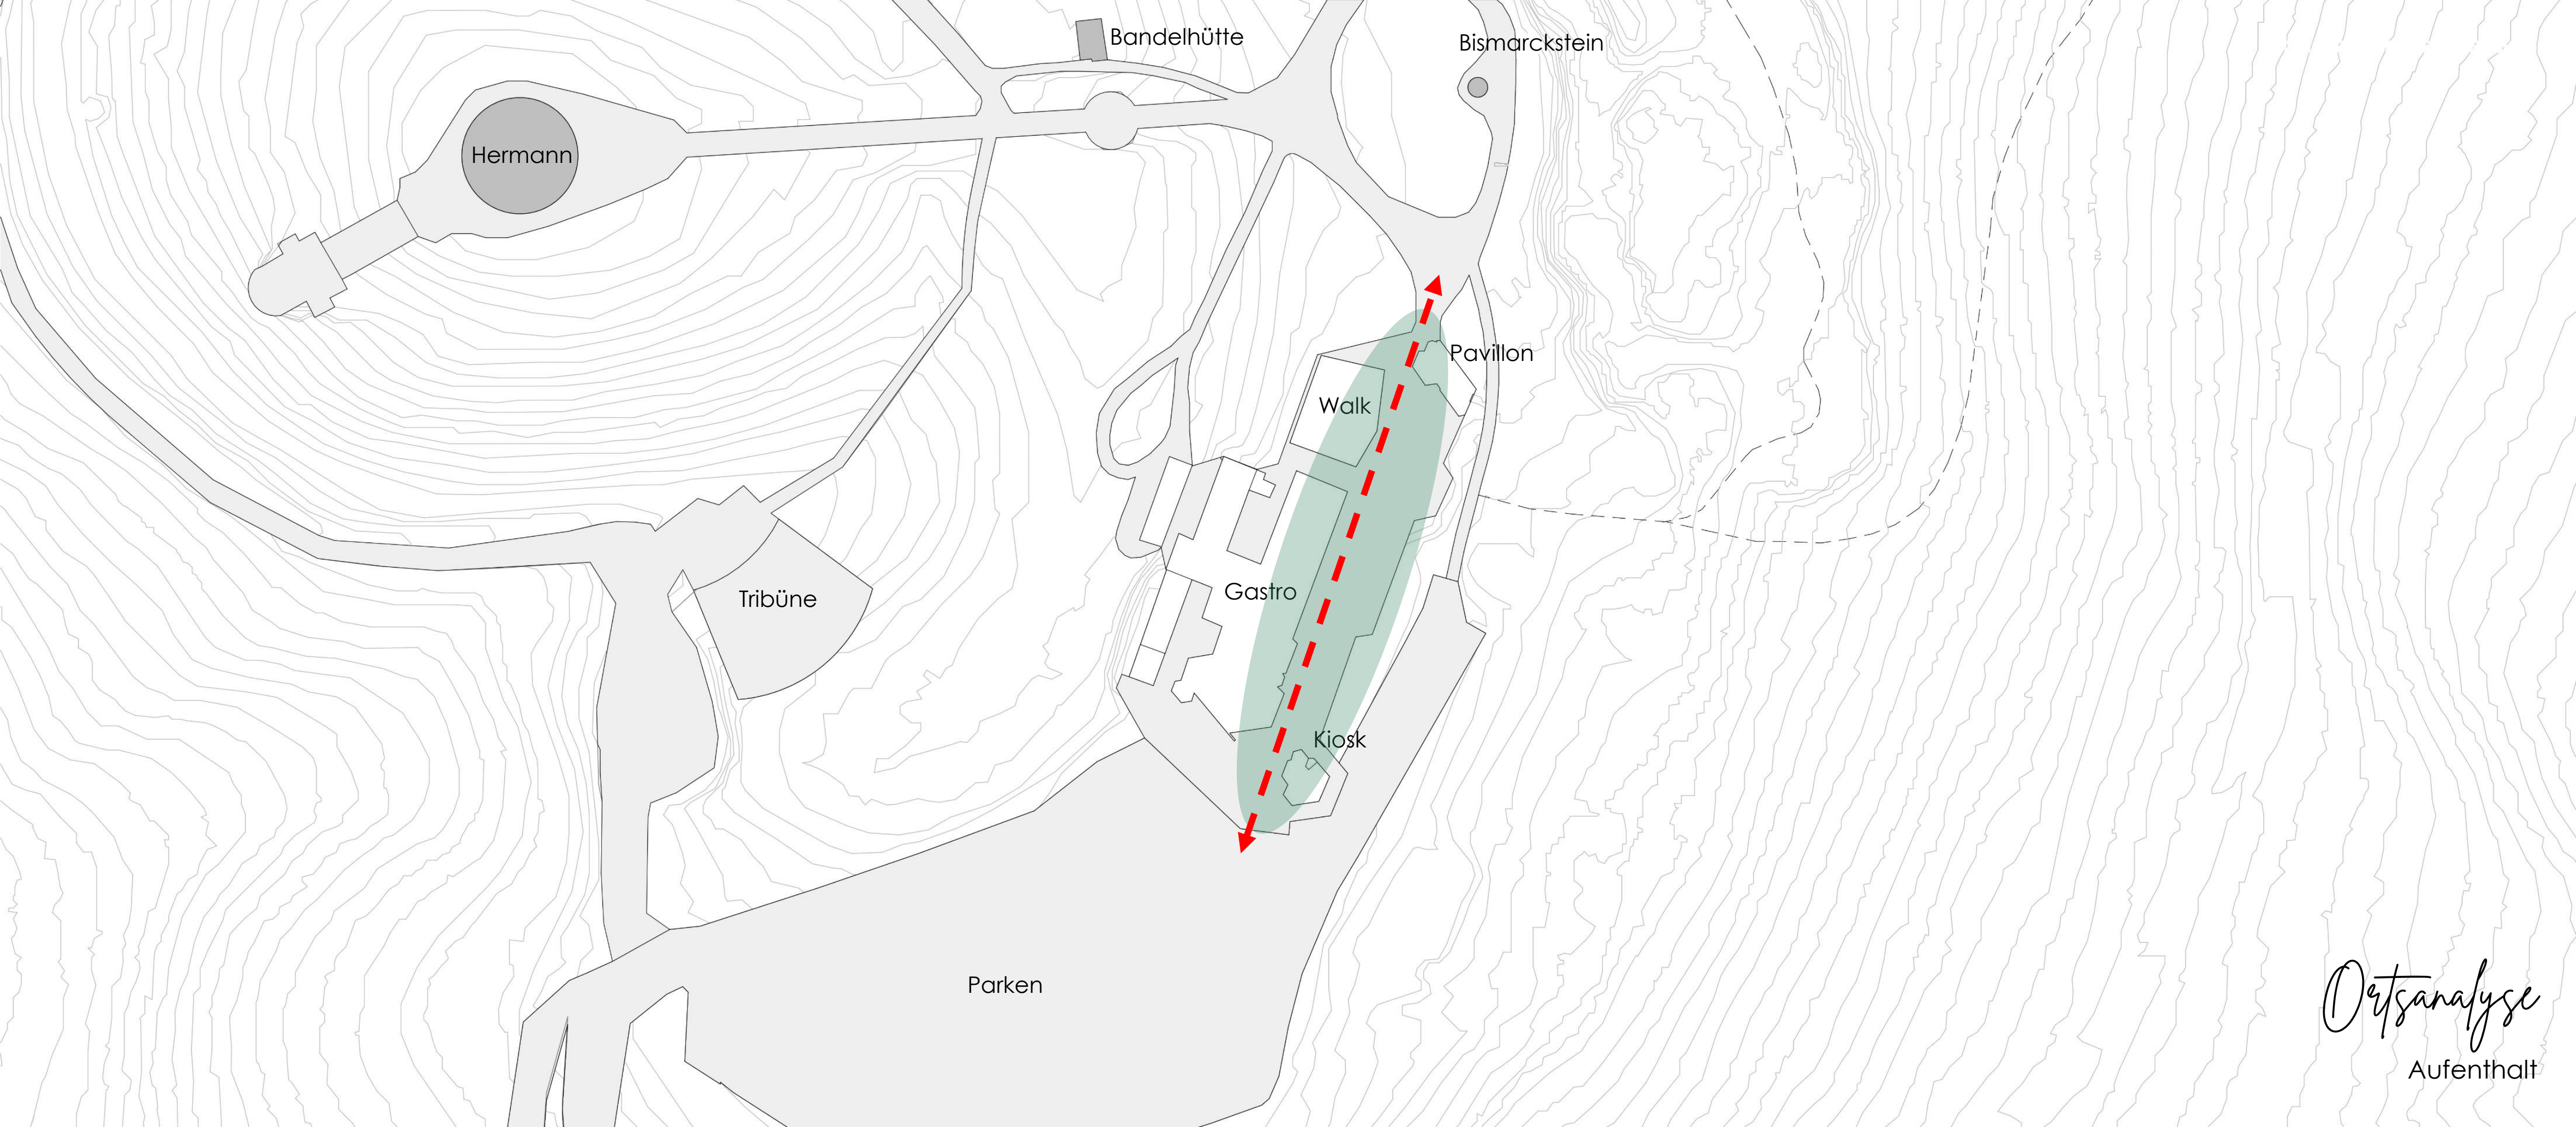 Bandelhütte
Bismarckstein
Hermann
Pavillon
Walk
Gastro
Tribüne
Kiosk
Parken
Ortsanalyse
Aufenthalt